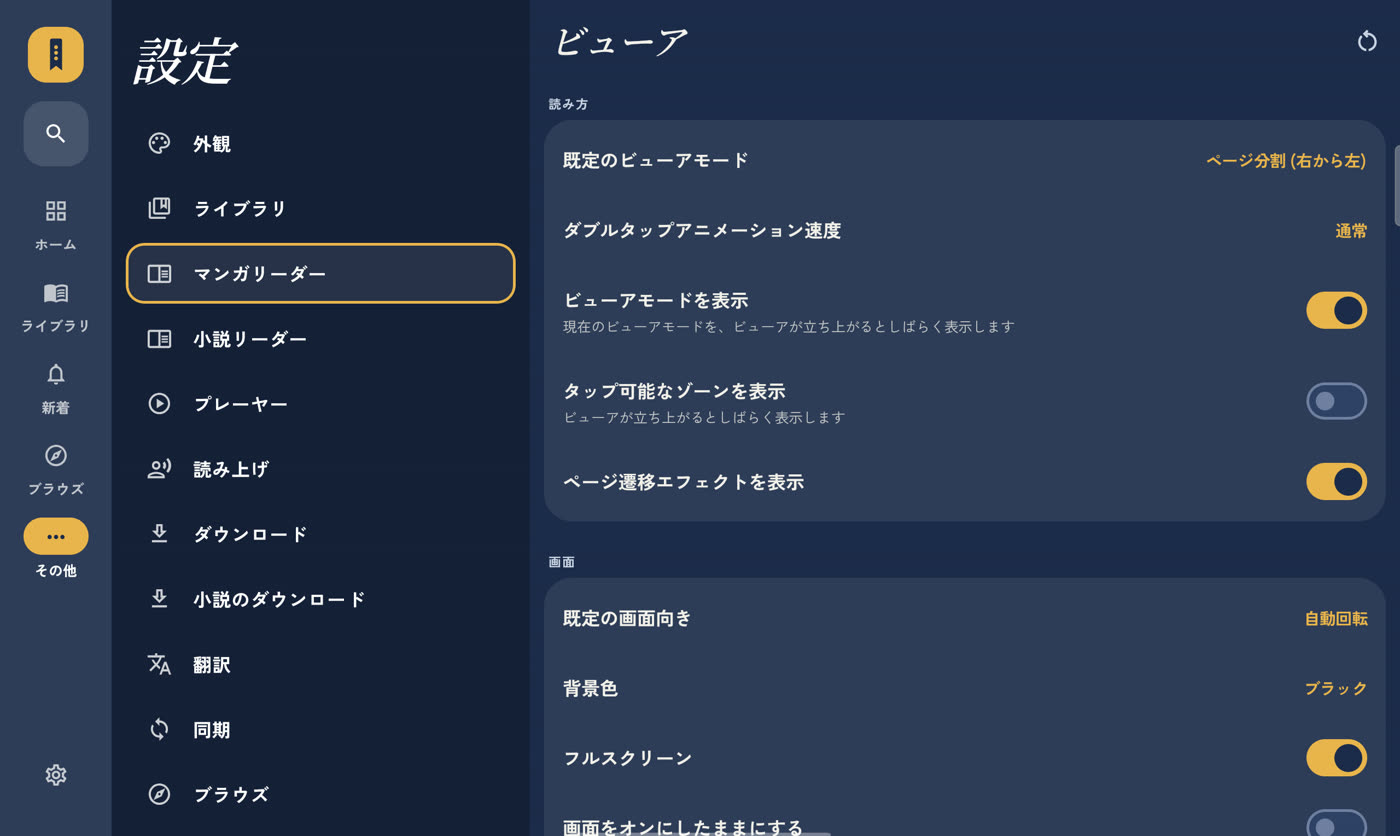 設定
ホーム
ライブラリ
新着
ブラウズ
その他
外観
ライブラリ
マンガリーダー
小説リーダー
プレーヤー
読み上げ
ダウンロード
小説のダウンロード
翻訳
同期
ブラウズ
ビューア
読み方
既定のビューアモード
ページ分割 (右から左)
ダブルタップアニメーション速度
通常
ビューアモードを表示
現在のビューアモードを、ビューアが立ち上がるとしばらく表示します
タップ可能なゾーンを表示
ビューアが立ち上がるとしばらく表示します
ページ遷移エフェクトを表示
画面
既定の画面向き
自動回転
背景色
ブラック
フルスクリーン
画面をオンにしたままにする